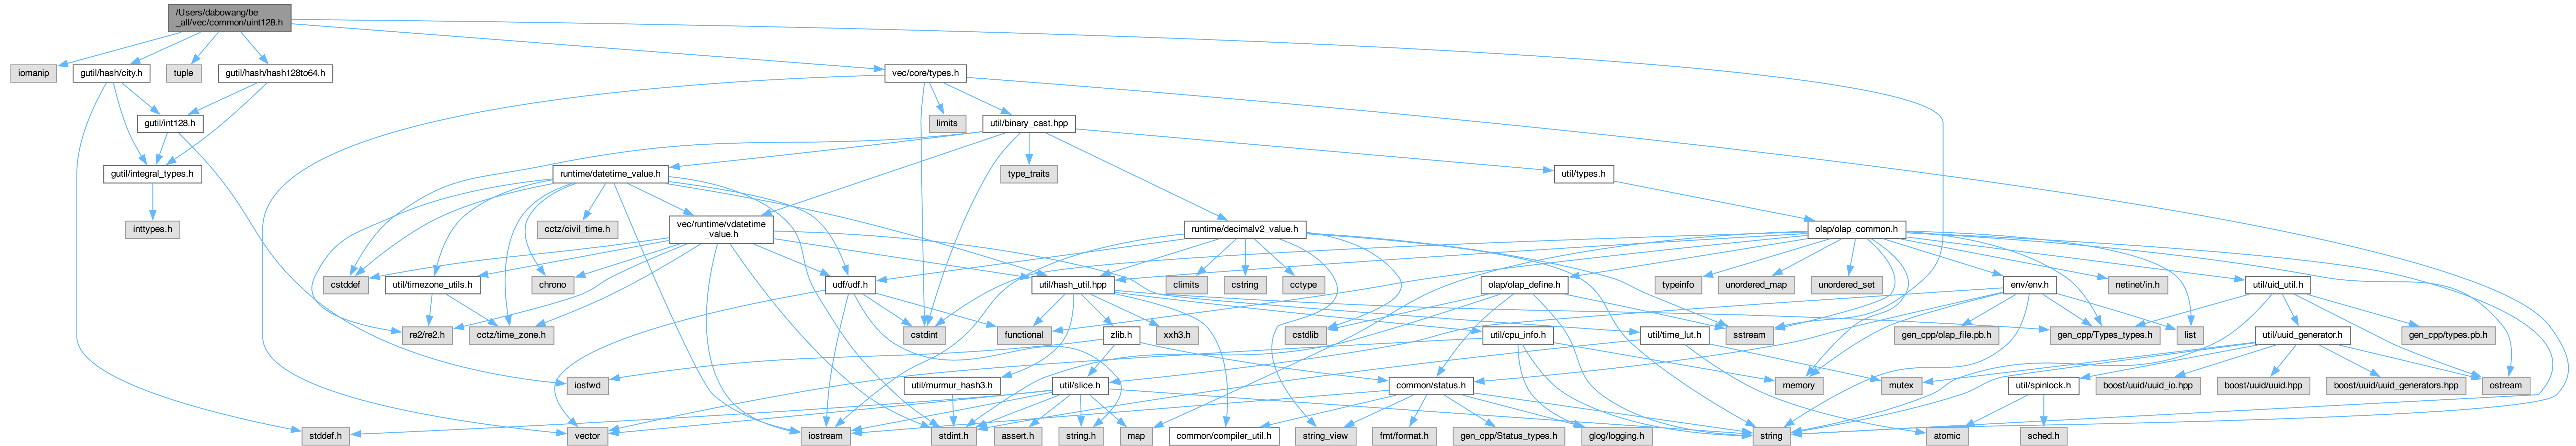 /Users/dabowang/be
_all/vec/common/uint128.h
iomanip
gutil/hash/city.h
tuple
gutil/hash/hash128to64.h
vec/core/types.h
gutil/int128.h
limits
util/binary_cast.hpp
gutil/integral_types.h
runtime/datetime_value.h
type_traits
util/types.h
inttypes.h
cctz/civil_time.h
vec/runtime/vdatetime
_value.h
runtime/decimalv2_value.h
olap/olap_common.h
cstddef
util/timezone_utils.h
chrono
udf/udf.h
util/hash_util.hpp
climits
cstring
cctype
olap/olap_define.h
typeinfo
unordered_map
unordered_set
env/env.h
netinet/in.h
util/uid_util.h
re2/re2.h
cctz/time_zone.h
cstdint
functional
zlib.h
xxh3.h
cstdlib
util/cpu_info.h
sstream
util/time_lut.h
gen_cpp/olap_file.pb.h
gen_cpp/Types_types.h
list
util/uuid_generator.h
gen_cpp/types.pb.h
iosfwd
util/murmur_hash3.h
util/slice.h
common/status.h
memory
mutex
util/spinlock.h
boost/uuid/uuid_io.hpp
boost/uuid/uuid.hpp
boost/uuid/uuid_generators.hpp
ostream
stddef.h
vector
iostream
stdint.h
assert.h
string.h
map
common/compiler_util.h
string_view
fmt/format.h
gen_cpp/Status_types.h
glog/logging.h
string
atomic
sched.h